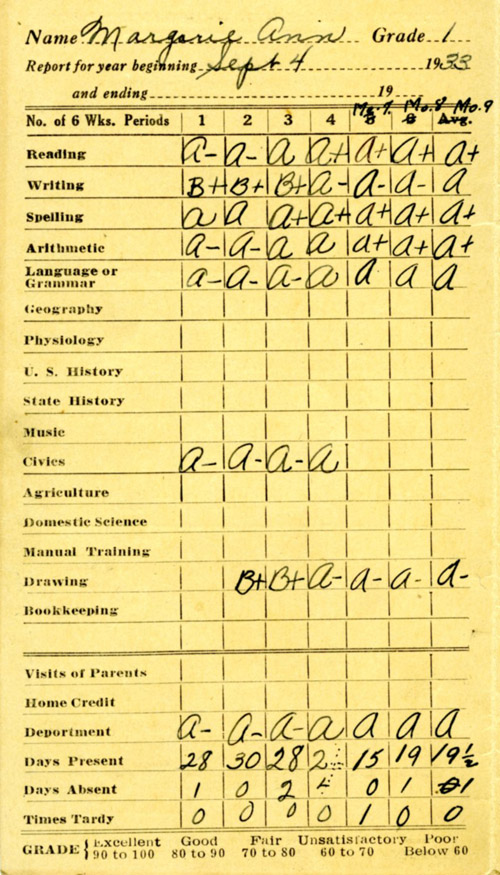 Name Margerie Ann Grade 1
Report for year beginning Sept 4 1933
and ending 19
Mo. 7 Mo. 8 Mo. 9
No. of 6 Wks. Periods 1 2 3 4 5 6 Avg.
Reading A- A- A A+ A+ A+ A+
Writing B+ B+ B+ A- A- A- A
Spelling A A A+ A+ A+ A+ A+
Arithmetic A- A- A A A+ A+ A+
Language or
Grammar A- A- A- A A A A
Geography
Physiology
U. S. History
State History
Music
Civics A- A- A- A
Agriculture
Domestic Science
Manual Training
Drawing B+ B+ A- A- A- A-
Bookkeeping
Visits of Parents
Home Credit
Deportment A- A- A- A A A A
Days Present 28 30 28 15 19 19½
Days Absent 1 0 2 4 0 1 1
Times Tardy 0 0 0 0 1 0 0
GRADE { Excellent Good Fair Unsatisfactory Poor
90 to 100 80 to 90 70 to 80 60 to 70 Below 60